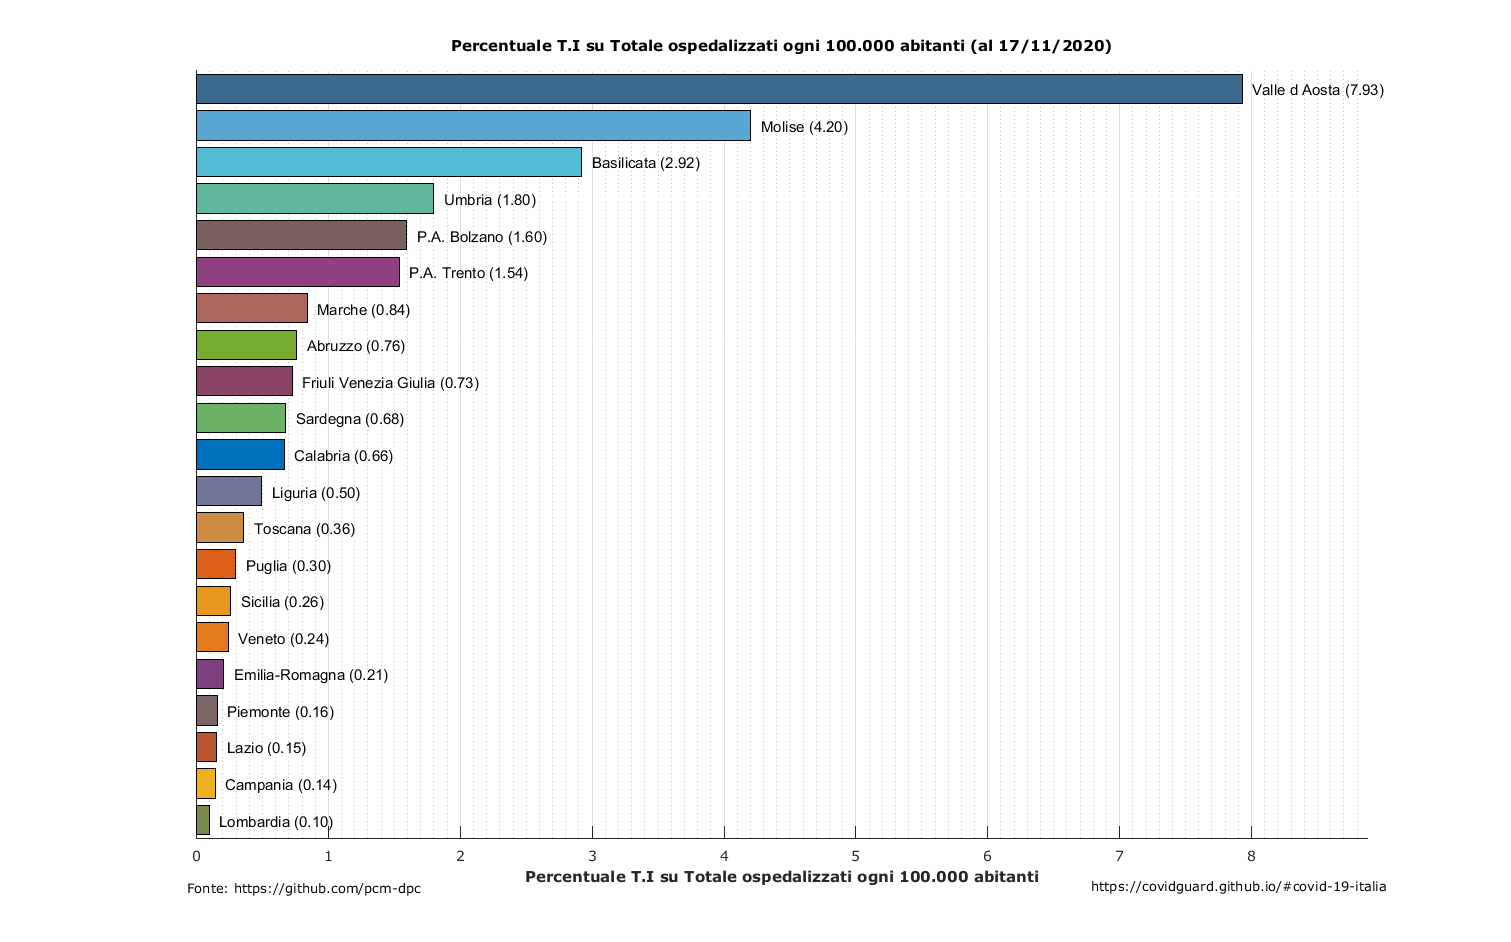 Percentuale T.I su Totale ospedalizzati ogni 100.000 abitanti (al 17/11/2020)
Valle d Aosta (7.93)
Molise (4.20)
Basilicata (2.92)
Umbria (1.80)
P.A. Bolzano (1.60)
P.A. Trento (1.54)
Marche (0.84)
Abruzzo (0.76)
Friuli Venezia Giulia (0.73)
Sardegna (0.68)
Calabria (0.66)
Liguria (0.50)
Toscana (0.36)
Puglia (0.30)
Sicilia (0.26)
Veneto (0.24)
Emilia-Romagna (0.21)
Piemonte (0.16)
Lazio (0.15)
Campania (0.14)
Lombardia (0.10)
0 1 2 3 4 5 6 7 8
Percentuale T.I su Totale ospedalizzati ogni 100.000 abitanti
Fonte: https://github.com/pcm-dpc
https://covidguard.github.io/#covid-19-italia